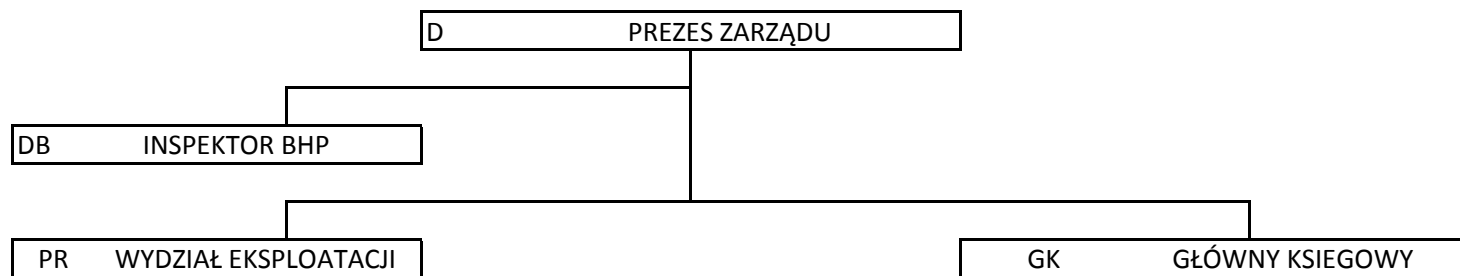 D PREZES ZARZĄDU
DB INSPEKTOR BHP
PR WYDZIAŁ EKSPLOATACJI
GK GŁÓWNY KSIEGOWY